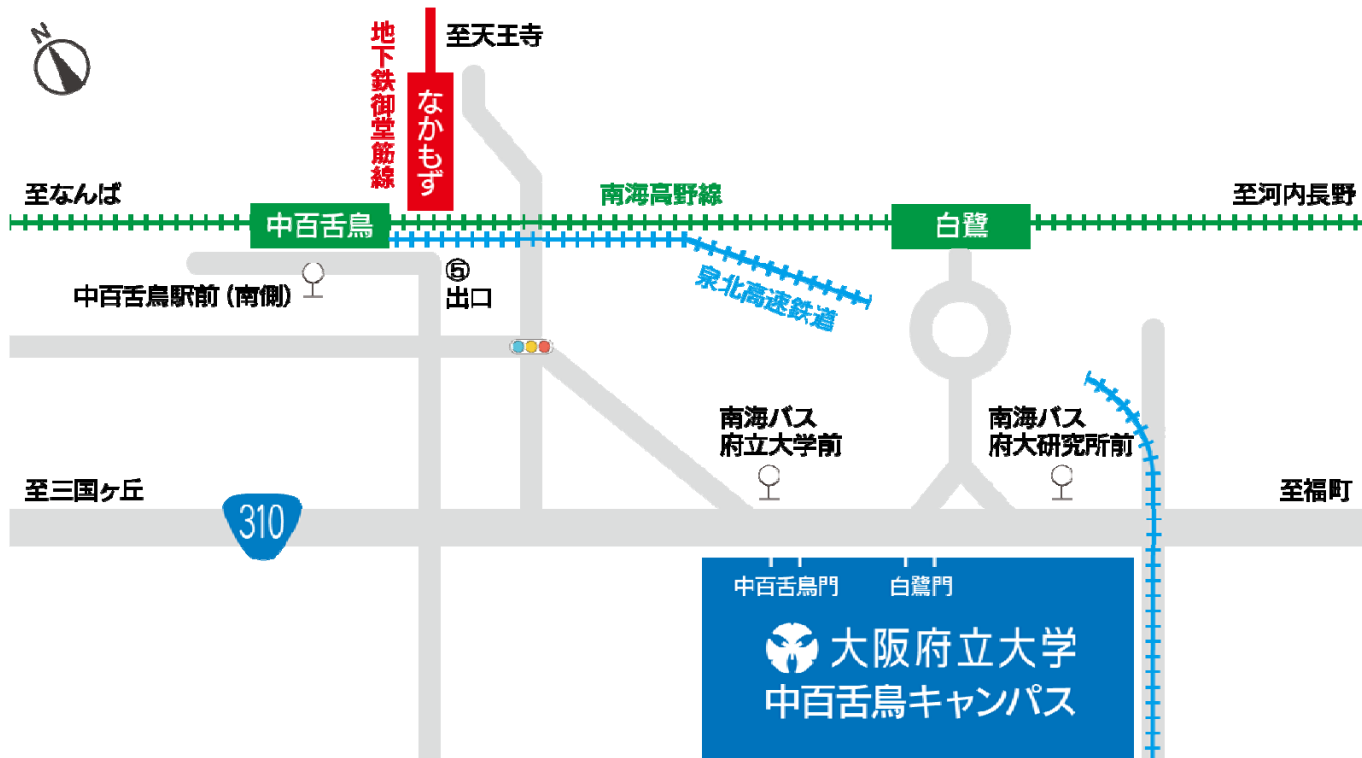 N
地下鉄御堂筋線
至天王寺
なかもず
至なんば
南海高野線
至河内長野
中百舌鳥
白鷺
⑤
出口
中百舌鳥駅前（南側）
泉北高速鉄道
南海バス
府立大学前
南海バス
府大研究所前
至三国ヶ丘
310
至福町
中百舌鳥門
白鷺門
大阪府立大学
中百舌鳥キャンパス